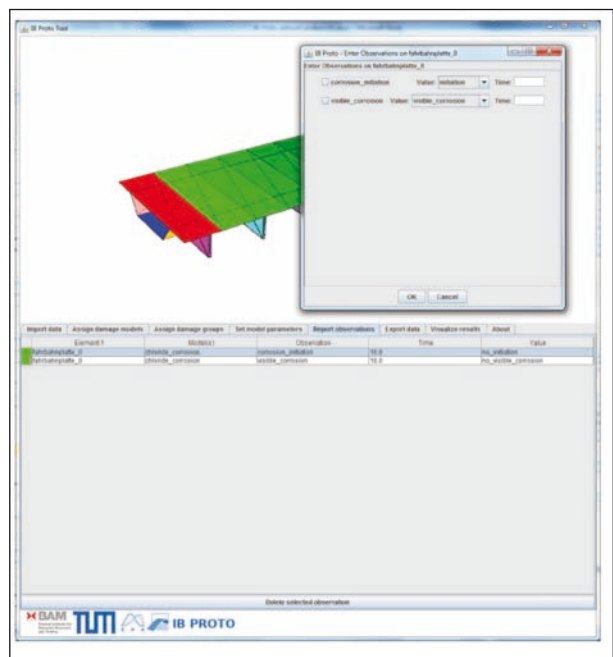 IB Proto Tool
IB Proto - Enter Observations on fahrbahnplatte_0
Enter Observations on fahrbahnplatte_0
corrosion_initiation Value: initiation Time:
visible_corrosion Value: visible_corrosion Time:
OK Cancel
Import data Assign damage models Assign damage groups Set model parameters Report observations Export data Visualize results About
Element Model(s) Observation Time Value
fahrbahnplatte_0 chloride_corrosion corrosion_initiation 10.0 no_initiation
fahrbahnplatte_0 chloride_corrosion visible_corrosion 10.0 no_visible_corrosion
Delete selected observation
BAM
TUM
IB PROTO